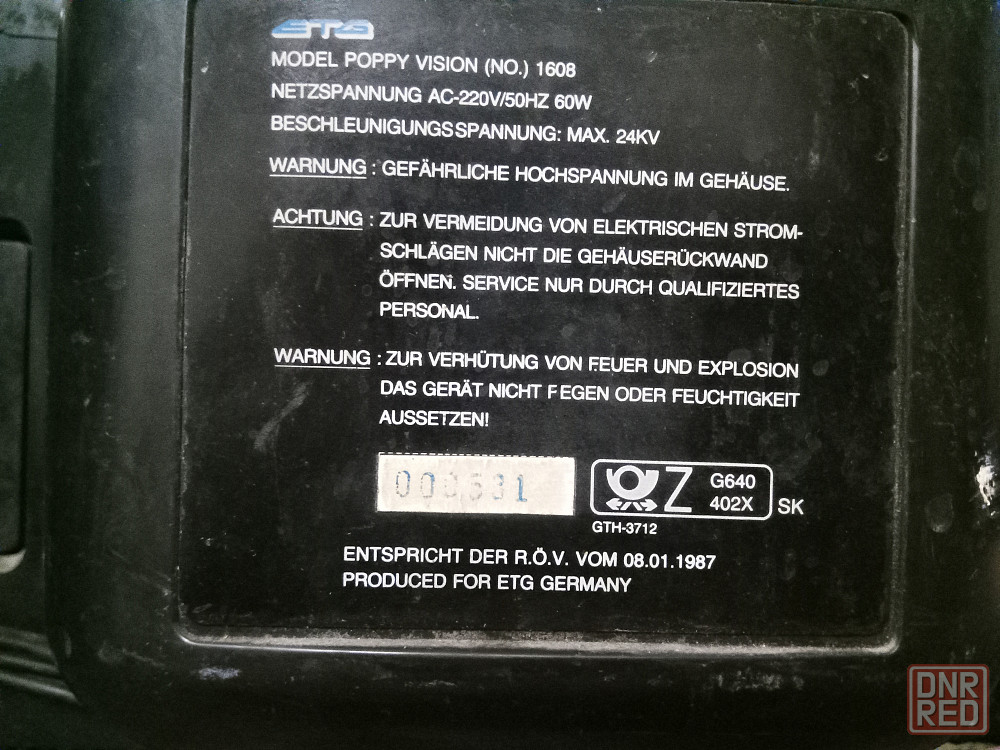 ETG
MODEL POPPY VISION (NO.) 1608
NETZSPANNUNG AC-220V/50HZ 60W
BESCHLEUNIGUNGSSPANNUNG: MAX. 24KV
WARNUNG : GEFÄHRLICHE HOCHSPANNUNG IM GEHÄUSE.
ACHTUNG : ZUR VERMEIDUNG VON ELEKTRISCHEN STROM-
SCHLÄGEN NICHT DIE GEHÄUSERÜCKWAND
ÖFFNEN. SERVICE NUR DURCH QUALIFIZIERTES
PERSONAL.
WARNUNG : ZUR VERHÜTUNG VON FEUER UND EXPLOSION
DAS GERÄT NICHT REGEN ODER FEUCHTIGKEIT
AUSSETZEN!
Z G640
402X SK
GTH-3712
ENTSPRICHT DER R.Ö.V. VOM 08.01.1987
PRODUCED FOR ETG GERMANY
DNR
RED